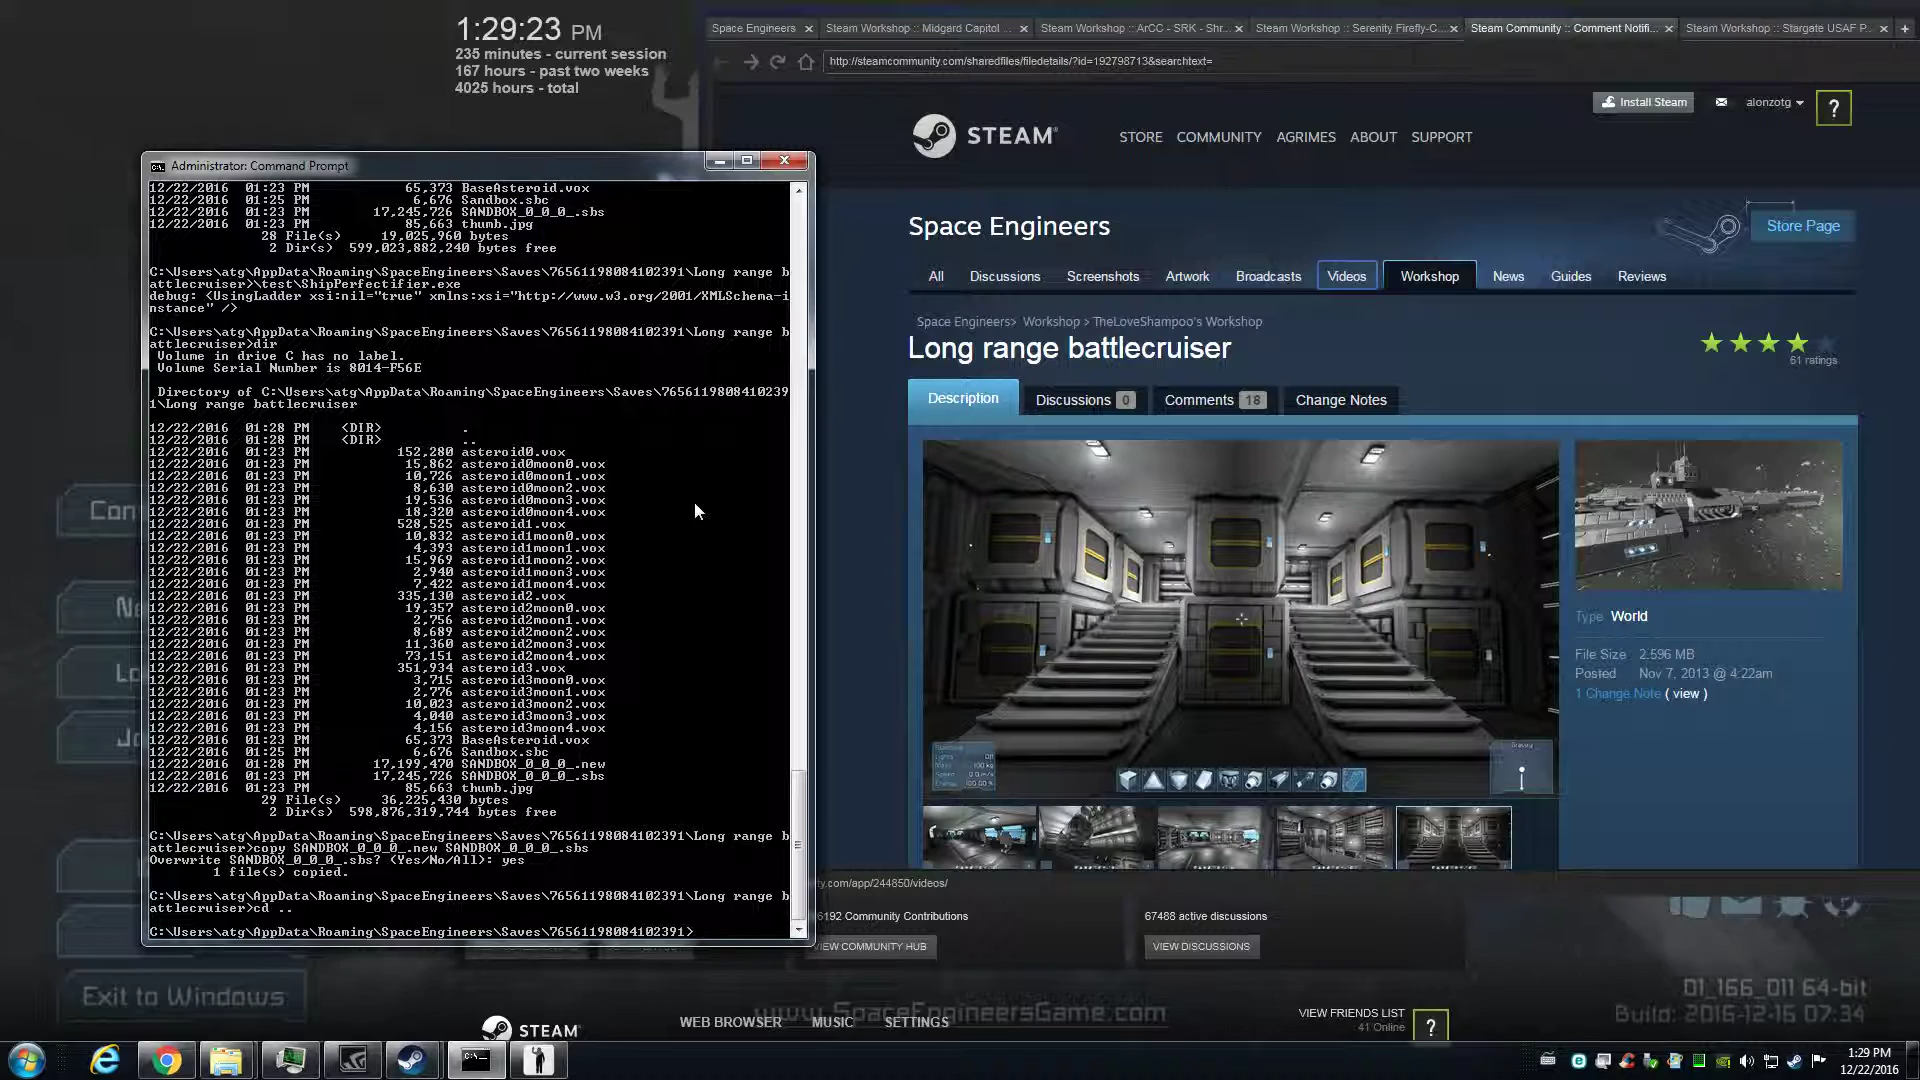 1:29:23 PM
235 minutes - current session
167 hours - past two weeks
4025 hours - total
Space Engineers
Steam Workshop :: Midgard Capitol ...
Steam Workshop :: ArCC - SRK - Shr...
Steam Workshop :: Serenity Firefly-C...
Steam Community :: Comment Notifi...
Steam Workshop :: Stargate USAF P...
http://steamcommunity.com/sharedfiles/filedetails/?id=192798713&searchtext=
Install Steam
alonzotg
?
STEAM
STORE COMMUNITY AGRIMES ABOUT SUPPORT
Space Engineers
Store Page
All Discussions Screenshots Artwork Broadcasts Videos Workshop News Guides Reviews
Space Engineers> Workshop > TheLoveShampoo's Workshop
Long range battlecruiser
61 ratings
Description Discussions 0 Comments 18 Change Notes
Type World
File Size 2.596 MB
Posted Nov 7, 2013 @ 4:22am
1 Change Note ( view )
Administrator: Command Prompt
12/22/2016 01:23 PM 65,373 BaseAsteroid.vox
12/22/2016 01:25 PM 6,676 Sandbox.sbc
12/22/2016 01:23 PM 17,245,726 SANDBOX_0_0_0_.sbs
12/22/2016 01:23 PM 85,663 thumb.jpg
28 File(s) 19,025,960 bytes
2 Dir(s) 599,023,882,240 bytes free
C:\Users\atg\AppData\Roaming\SpaceEngineers\Saves\76561198084102391\Long range b
attlecruiser>\test\ShipPerfectifier.exe
debug: <UsingLadder xsi:nil="true" xmlns:xsi="http://www.w3.org/2001/XMLSchema-i
nstance" />
C:\Users\atg\AppData\Roaming\SpaceEngineers\Saves\76561198084102391\Long range b
attlecruiser>dir
Volume in drive C has no label.
Volume Serial Number is 8014-F56E
Directory of C:\Users\atg\AppData\Roaming\SpaceEngineers\Saves\7656119808410239
1\Long range battlecruiser
12/22/2016 01:28 PM <DIR> .
12/22/2016 01:28 PM <DIR> ..
12/22/2016 01:23 PM 152,280 asteroid0.vox
12/22/2016 01:23 PM 15,862 asteroid0moon0.vox
12/22/2016 01:23 PM 10,726 asteroid0moon1.vox
12/22/2016 01:23 PM 8,630 asteroid0moon2.vox
12/22/2016 01:23 PM 19,536 asteroid0moon3.vox
12/22/2016 01:23 PM 18,320 asteroid0moon4.vox
12/22/2016 01:23 PM 528,525 asteroid1.vox
12/22/2016 01:23 PM 10,832 asteroid1moon0.vox
12/22/2016 01:23 PM 4,393 asteroid1moon1.vox
12/22/2016 01:23 PM 15,969 asteroid1moon2.vox
12/22/2016 01:23 PM 2,940 asteroid1moon3.vox
12/22/2016 01:23 PM 7,422 asteroid1moon4.vox
12/22/2016 01:23 PM 335,130 asteroid2.vox
12/22/2016 01:23 PM 19,357 asteroid2moon0.vox
12/22/2016 01:23 PM 2,756 asteroid2moon1.vox
12/22/2016 01:23 PM 8,689 asteroid2moon2.vox
12/22/2016 01:23 PM 11,360 asteroid2moon3.vox
12/22/2016 01:23 PM 73,151 asteroid2moon4.vox
12/22/2016 01:23 PM 351,934 asteroid3.vox
12/22/2016 01:23 PM 3,715 asteroid3moon0.vox
12/22/2016 01:23 PM 2,776 asteroid3moon1.vox
12/22/2016 01:23 PM 10,023 asteroid3moon2.vox
12/22/2016 01:23 PM 4,040 asteroid3moon3.vox
12/22/2016 01:23 PM 4,156 asteroid3moon4.vox
12/22/2016 01:23 PM 65,373 BaseAsteroid.vox
12/22/2016 01:25 PM 6,676 Sandbox.sbc
12/22/2016 01:28 PM 17,199,470 SANDBOX_0_0_0_.new
12/22/2016 01:23 PM 17,245,726 SANDBOX_0_0_0_.sbs
12/22/2016 01:23 PM 85,663 thumb.jpg
29 File(s) 36,225,430 bytes
2 Dir(s) 598,876,319,744 bytes free
C:\Users\atg\AppData\Roaming\SpaceEngineers\Saves\76561198084102391\Long range b
attlecruiser>copy SANDBOX_0_0_0_.new SANDBOX_0_0_0_.sbs
Overwrite SANDBOX_0_0_0_.sbs? (Yes/No/All): yes
1 file(s) copied.
C:\Users\atg\AppData\Roaming\SpaceEngineers\Saves\76561198084102391\Long range b
attlecruiser>cd ..
C:\Users\atg\AppData\Roaming\SpaceEngineers\Saves\76561198084102391>
ty.com/app/244850/videos/
6192 Community Contributions
67488 active discussions
VIEW COMMUNITY HUB
VIEW DISCUSSIONS
Exit to Windows
www.SpaceEngineersGame.com
01_166_011 64-bit
Build: 2016-12-16 07:34
STEAM
WEB BROWSER MUSIC SETTINGS
VIEW FRIENDS LIST
41 Online
?
1:29 PM
12/22/2016